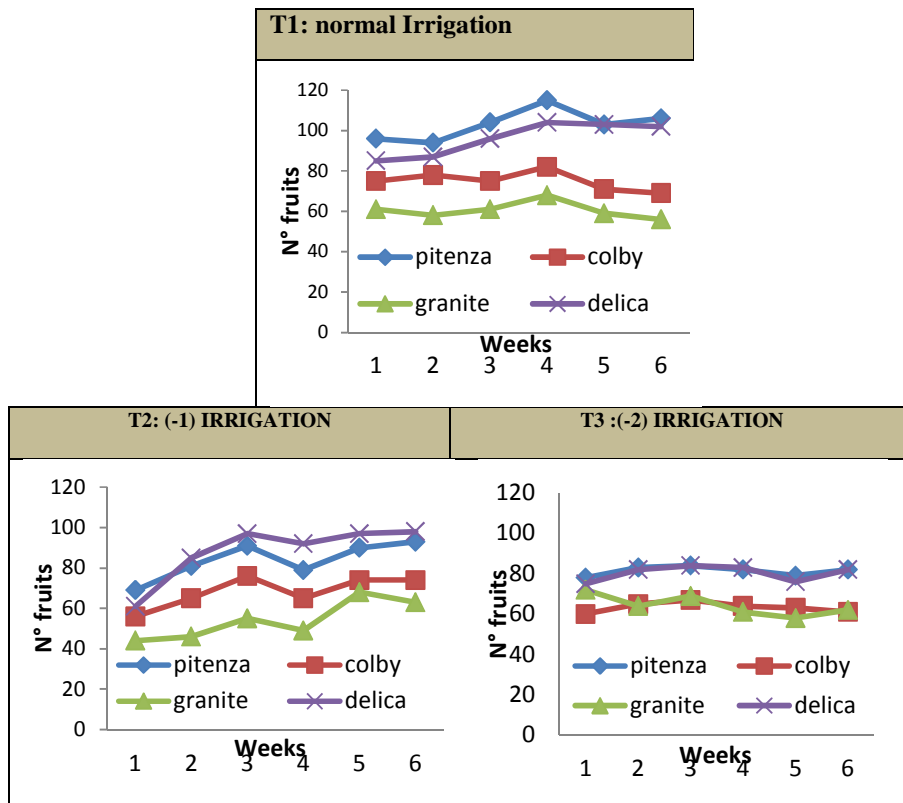 T1: normal Irrigation
120
100
80
60
40
20
0
N° fruits
pitenza colby
granite delica
Weeks
1 2 3 4 5 6
T2: (-1) IRRIGATION
120
100
80
60
40
20
0
N° fruits
pitenza colby
granite delica
Weeks
1 2 3 4 5 6
T3 :(-2) IRRIGATION
120
100
80
60
40
20
0
N° fruits
pitenza colby
granite delica
Weeks
1 2 3 4 5 6